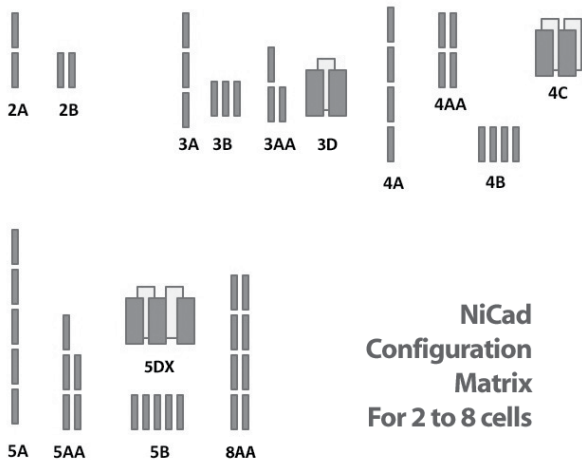 2A 2B 3A 3B 3AA 3D 4A 4AA 4B 4C
5A 5AA 5DX 5B 8AA
NiCad
Configuration
Matrix
For 2 to 8 cells